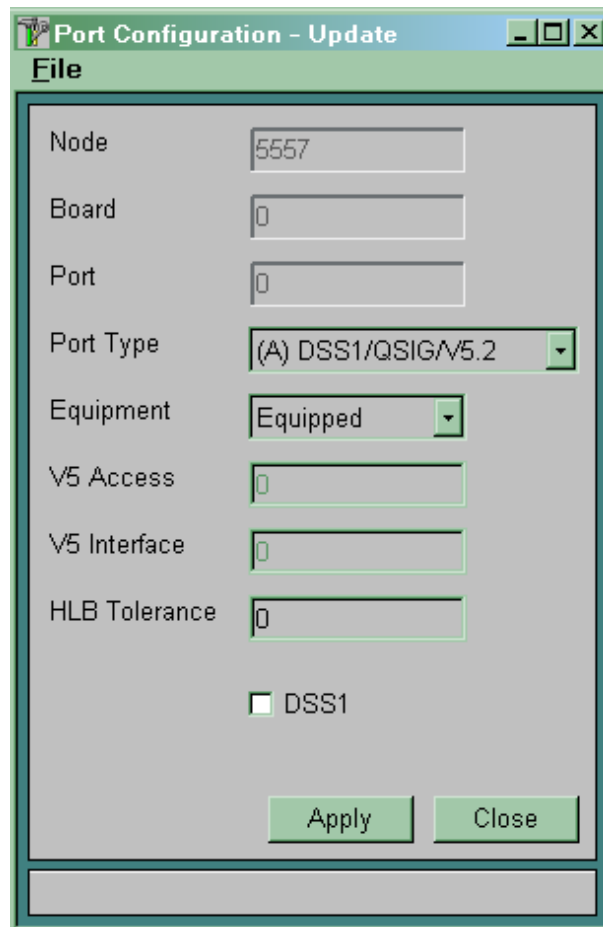 Port Configuration - Update
File
Node 5557
Board 0
Port 0
Port Type (A) DSS1/QSIG/V5.2
Equipment Equipped
V5 Access 0
V5 Interface 0
HLB Tolerance 0
DSS1
Apply Close